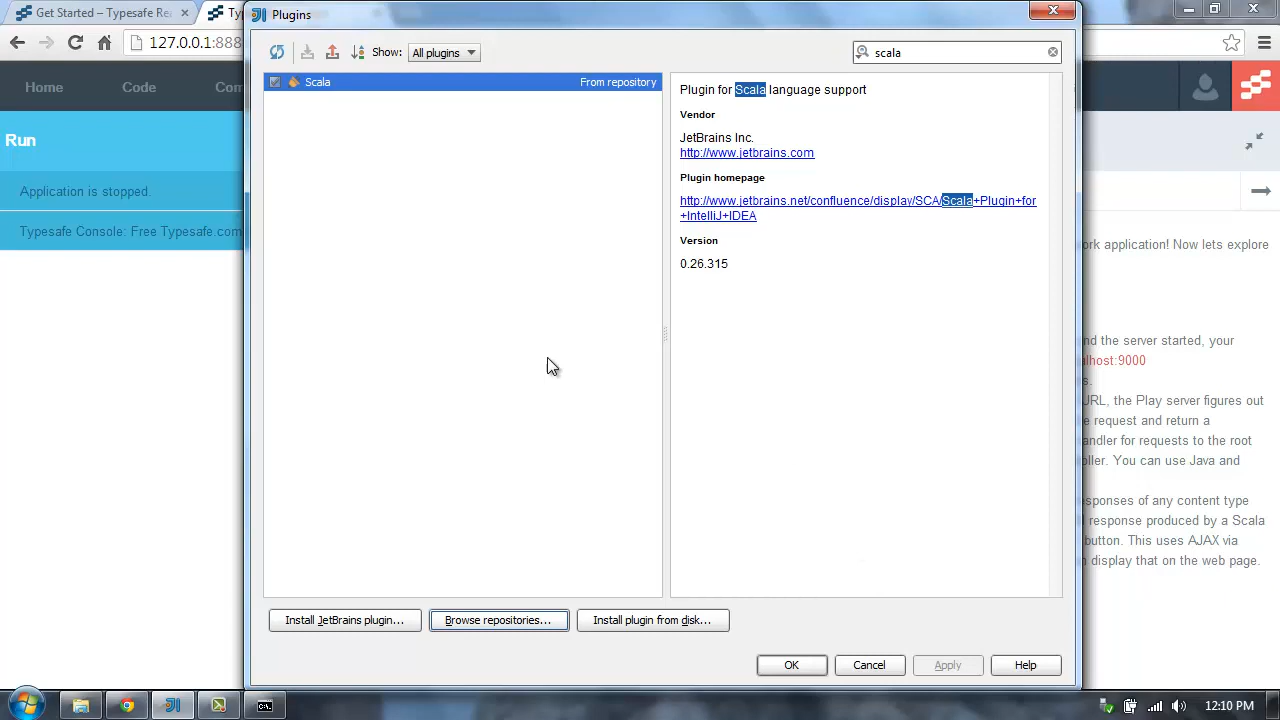 Get Started – Typesafe Re
Ty
Plugins
127.0.0.1:888
Show:
All plugins
scala
Home
Code
Com
Scala
From repository
Plugin for Scala language support
Vendor
JetBrains Inc.
http://www.jetbrains.com
Plugin homepage
http://www.jetbrains.net/confluence/display/SCA/Scala+Plugin+for
+IntelliJ+IDEA
Version
0.26.315
Run
Application is stopped.
Typesafe Console: Free Typesafe.com
ork application! Now lets explore
nd the server started, your
lhost:9000
s.
URL, the Play server figures out
e request and return a
andler for requests to the root
oller. You can use Java and
sponses of any content type
l response produced by a Scala
button. This uses AJAX via
n display that on the web page.
Install JetBrains plugin...
Browse repositories...
Install plugin from disk...
OK
Cancel
Apply
Help
12:10 PM